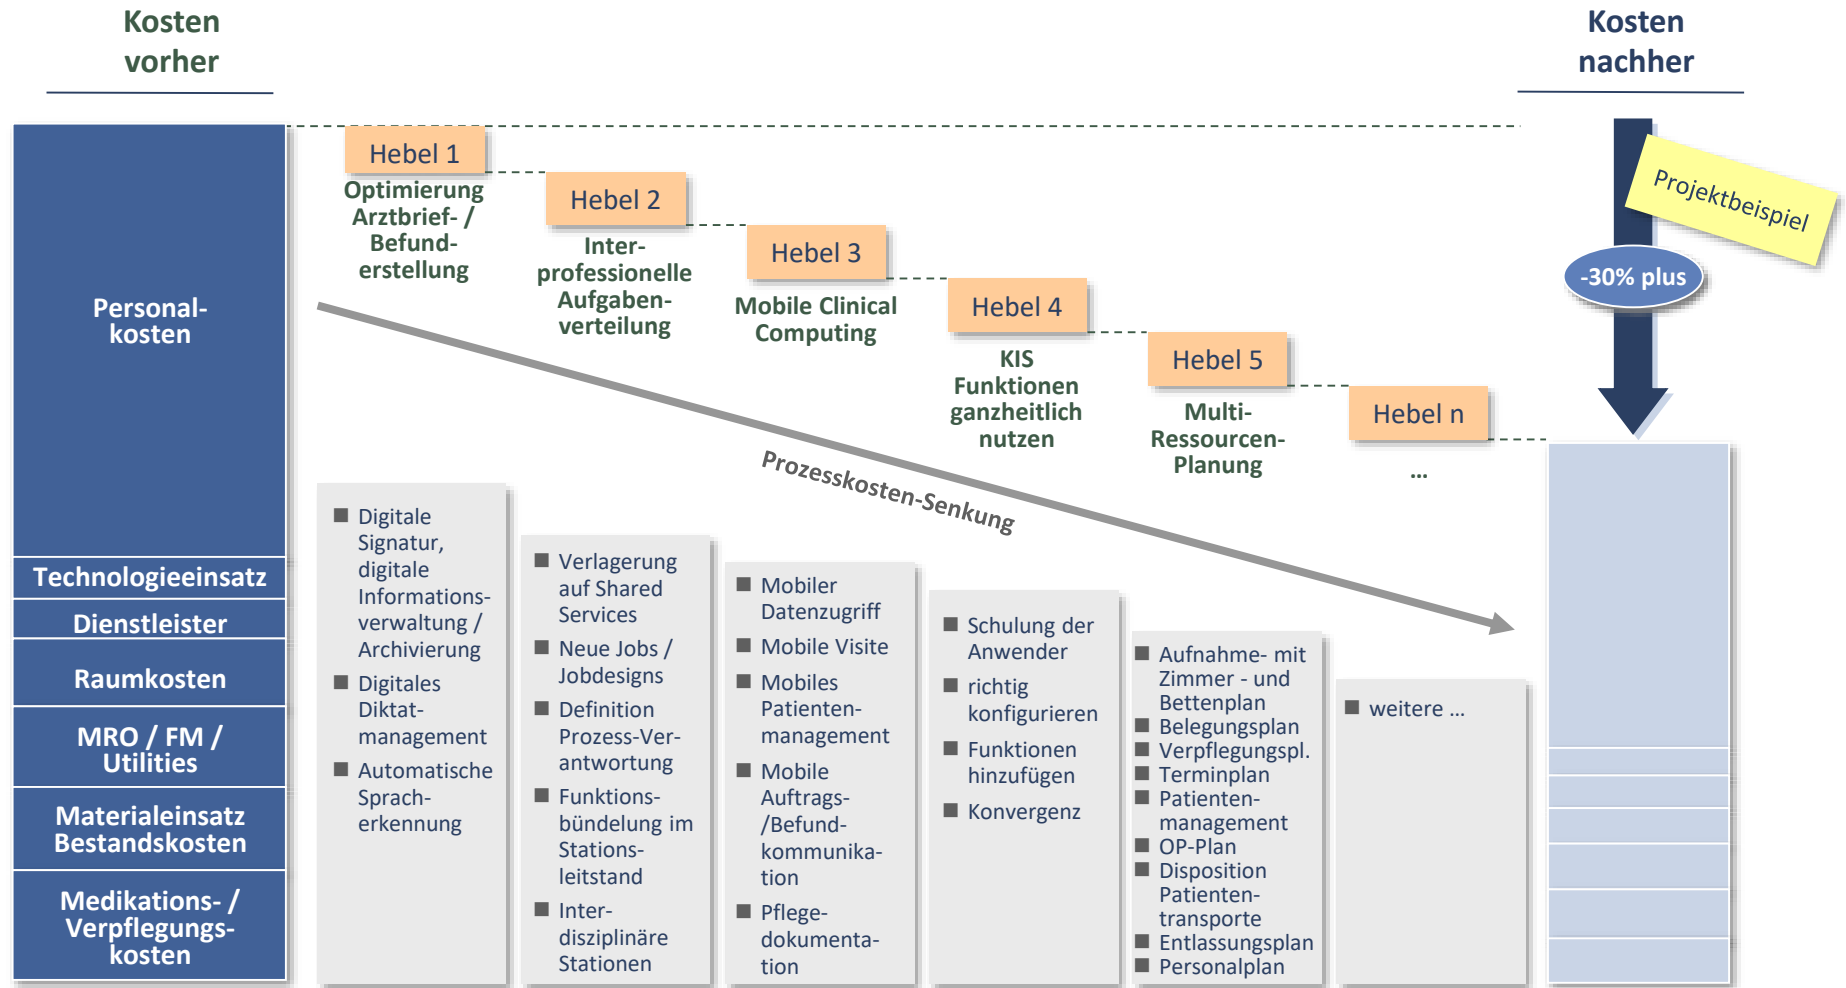 Kosten
vorher
Kosten
nachher
Personal-
kosten
Technologieeinsatz
Dienstleister
Raumkosten
MRO / FM /
Utilities
Materialeinsatz
Bestandskosten
Medikations- /
Verpflegungs-
kosten
Hebel 1
Optimierung
Arztbrief- /
Befund-
erstellung
Hebel 2
Inter-
professionelle
Aufgaben-
verteilung
Hebel 3
Mobile Clinical
Computing
Hebel 4
KIS
Funktionen
ganzheitlich
nutzen
Hebel 5
Multi-
Ressourcen-
Planung
Hebel n
...
Projektbeispiel
-30% plus
Prozesskosten-Senkung
■ Digitale
Signatur,
digitale
Informations-
verwaltung /
Archivierung
■ Digitales
Diktat-
management
■ Automatische
Sprach-
erkennung
■ Verlagerung
auf Shared
Services
■ Neue Jobs /
Jobdesigns
■ Definition
Prozess-Ver-
antwortung
■ Funktions-
bündelung im
Stations-
leitstand
■ Inter-
disziplinäre
Stationen
■ Mobiler
Datenzugriff
■ Mobile Visite
■ Mobiles
Patienten-
management
■ Mobile
Auftrags-
/Befund-
kommunika-
tion
■ Pflege-
dokumenta-
tion
■ Schulung der
Anwender
■ richtig
konfigurieren
■ Funktionen
hinzufügen
■ Konvergenz
■ Aufnahme- mit
Zimmer - und
Bettenplan
■ Belegungsplan
■ Verpflegungspl.
■ Terminplan
■ Patienten-
management
■ OP-Plan
■ Disposition
Patienten-
transporte
■ Entlassungsplan
■ Personalplan
■ weitere ...